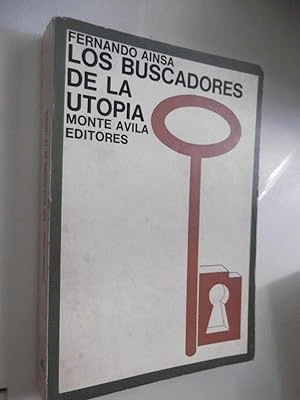 FERNANDO AINSA
LOS BUSCADORES
DE LA
UTOPIA
MONTE AVILA
EDITORES